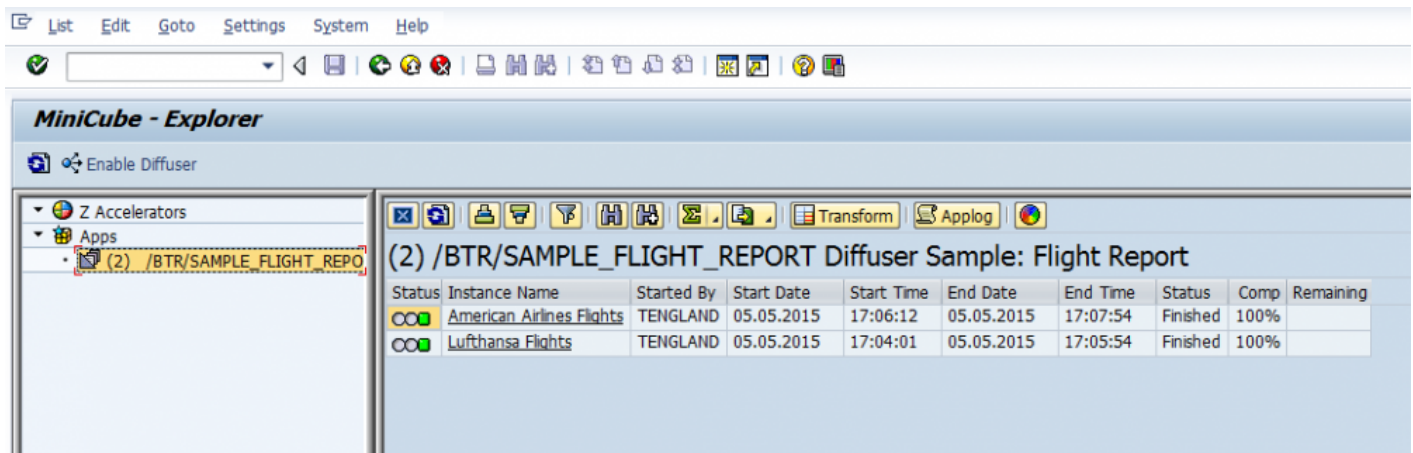 List Edit Goto Settings System Help
MiniCube - Explorer
Enable Diffuser
Z Accelerators
Apps
(2) /BTR/SAMPLE_FLIGHT_REPO
Transform Applog
(2) /BTR/SAMPLE_FLIGHT_REPORT Diffuser Sample: Flight Report
Status Instance Name Started By Start Date Start Time End Date End Time Status Comp Remaining
American Airlines Flights TENGLAND 05.05.2015 17:06:12 05.05.2015 17:07:54 Finished 100%
Lufthansa Flights TENGLAND 05.05.2015 17:04:01 05.05.2015 17:05:54 Finished 100%